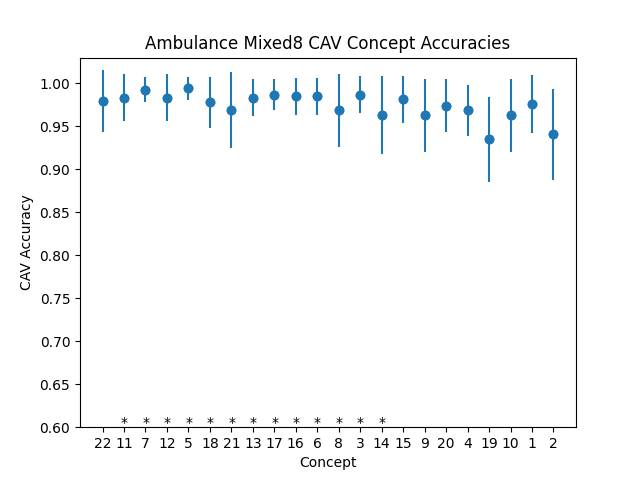 Ambulance Mixed8 CAV Concept Accuracies
1.00
0.95
0.90
0.85
0.80
0.75
0.70
0.65
0.60
CAV Accuracy
* * * * * * * * * * * * *
22 11 7 12 5 18 21 13 17 16 6 8 3 14 15 9 20 4 19 10 1 2
Concept